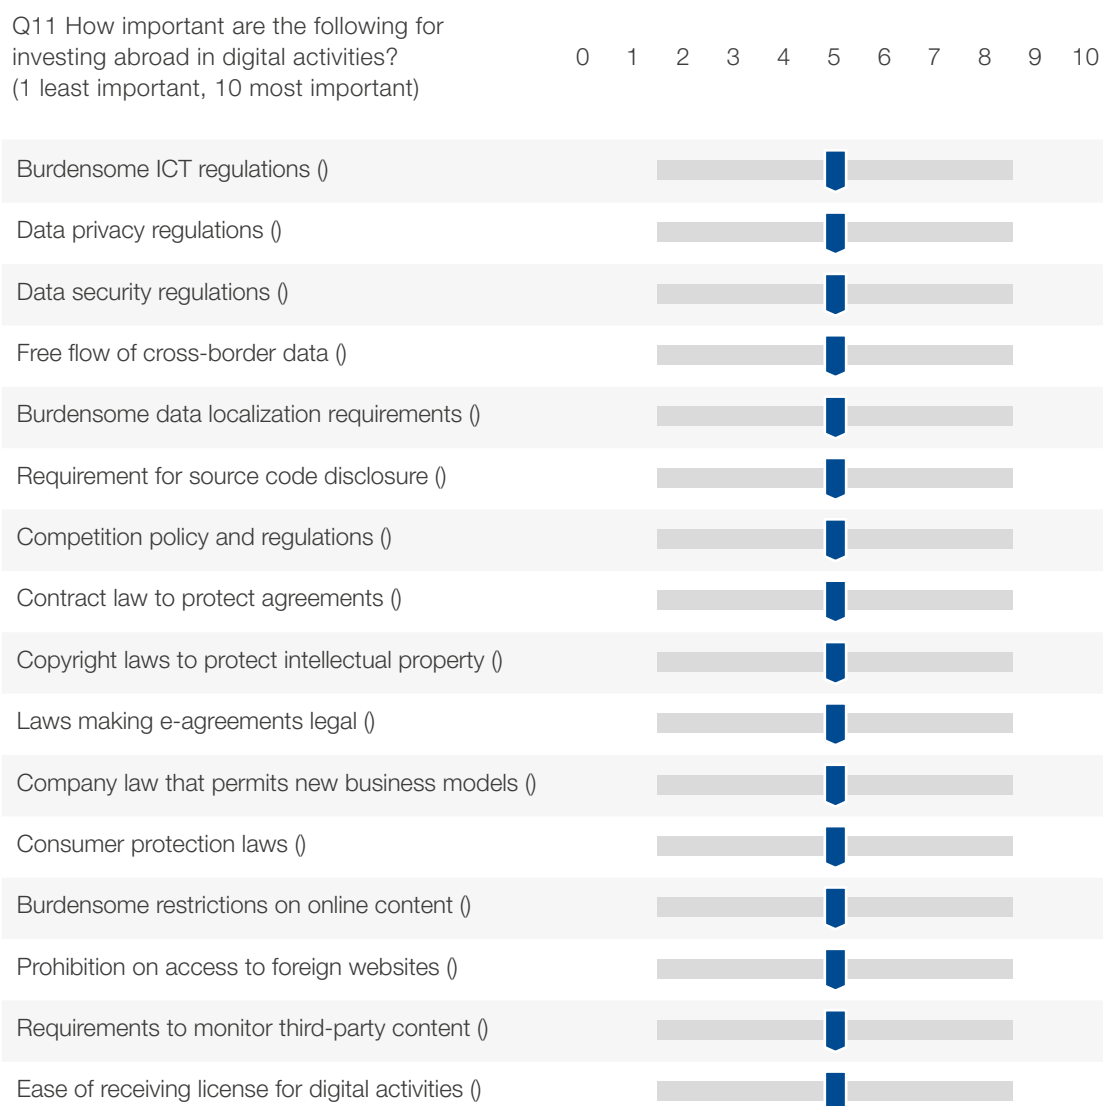 Q11 How important are the following for
investing abroad in digital activities?
(1 least important, 10 most important)
0 1 2 3 4 5 6 7 8 9 10
Burdensome ICT regulations ()
Data privacy regulations ()
Data security regulations ()
Free flow of cross-border data ()
Burdensome data localization requirements ()
Requirement for source code disclosure ()
Competition policy and regulations ()
Contract law to protect agreements ()
Copyright laws to protect intellectual property ()
Laws making e-agreements legal ()
Company law that permits new business models ()
Consumer protection laws ()
Burdensome restrictions on online content ()
Prohibition on access to foreign websites ()
Requirements to monitor third-party content ()
Ease of receiving license for digital activities ()